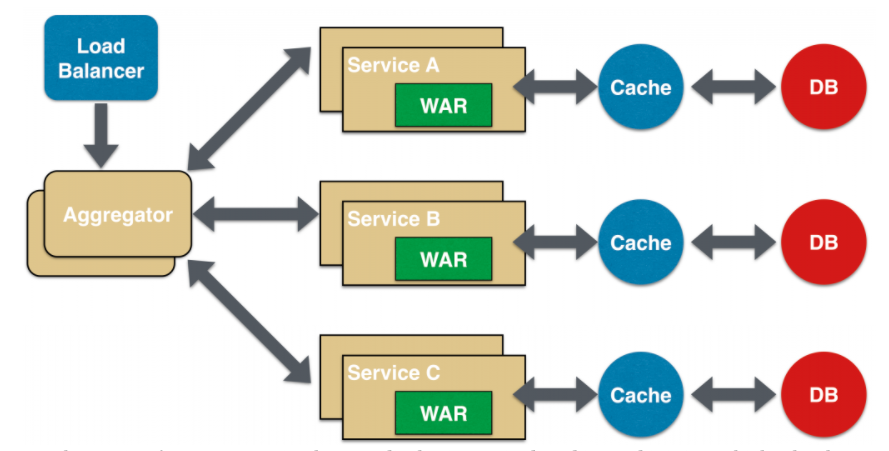 Load
Balancer
Aggregator
Service A
WAR
Cache
DB
Service B
WAR
Cache
DB
Service C
WAR
Cache
DB